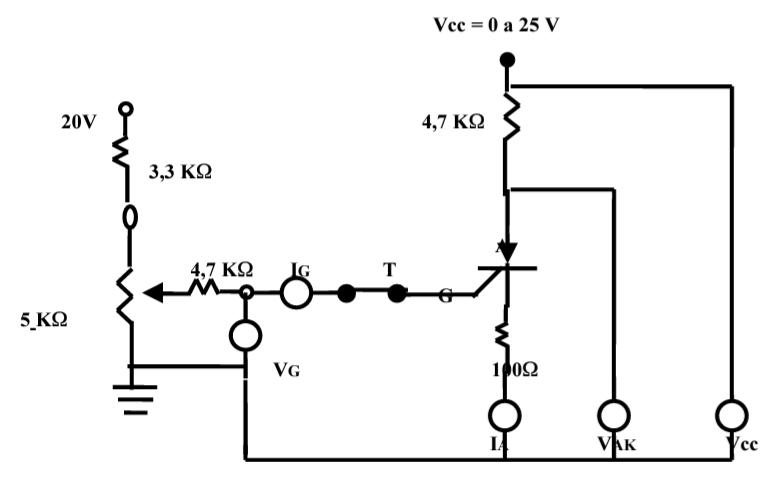 Vcc = 0 a 25 V
20V
4,7 KΩ
3,3 KΩ
A
4,7 KΩ
IG
T
G
5 KΩ
VG
100Ω
IA
VAK
Vcc